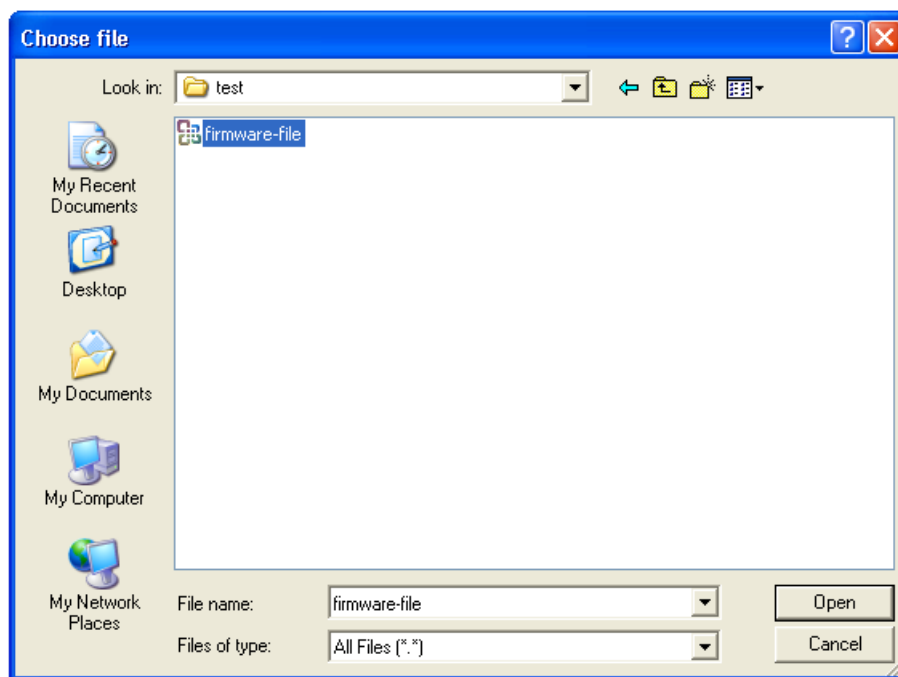 Choose file
Look in:
test
firmware-file
My Recent
Documents
Desktop
My Documents
My Computer
My Network
Places
File name:
firmware-file
Open
Files of type:
All Files (*.*)
Cancel